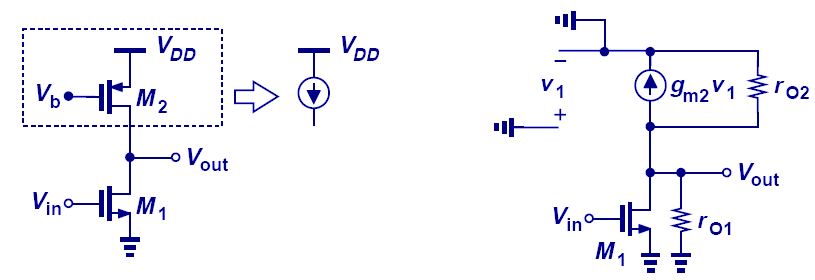 V_DD V_DD
V_b M_2
V_out
V_in M_1
−
v_1 g_m2 v_1 r_O2
+
V_out
V_in r_O1
M_1